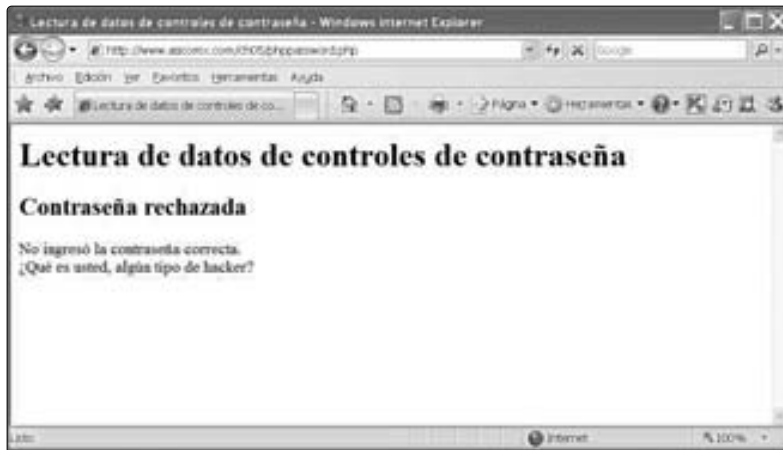 Lectura de datos de controles de contraseña - Windows Internet Explorer
Google
Archivo Edición Ver Favoritos Herramientas Ayuda
Lectura de datos de controles de co... Página Herramientas
Lectura de datos de controles de contraseña
Contraseña rechazada
No ingresó la contraseña correcta.
¿Qué es usted, algún tipo de hacker?
Listo Internet 100%